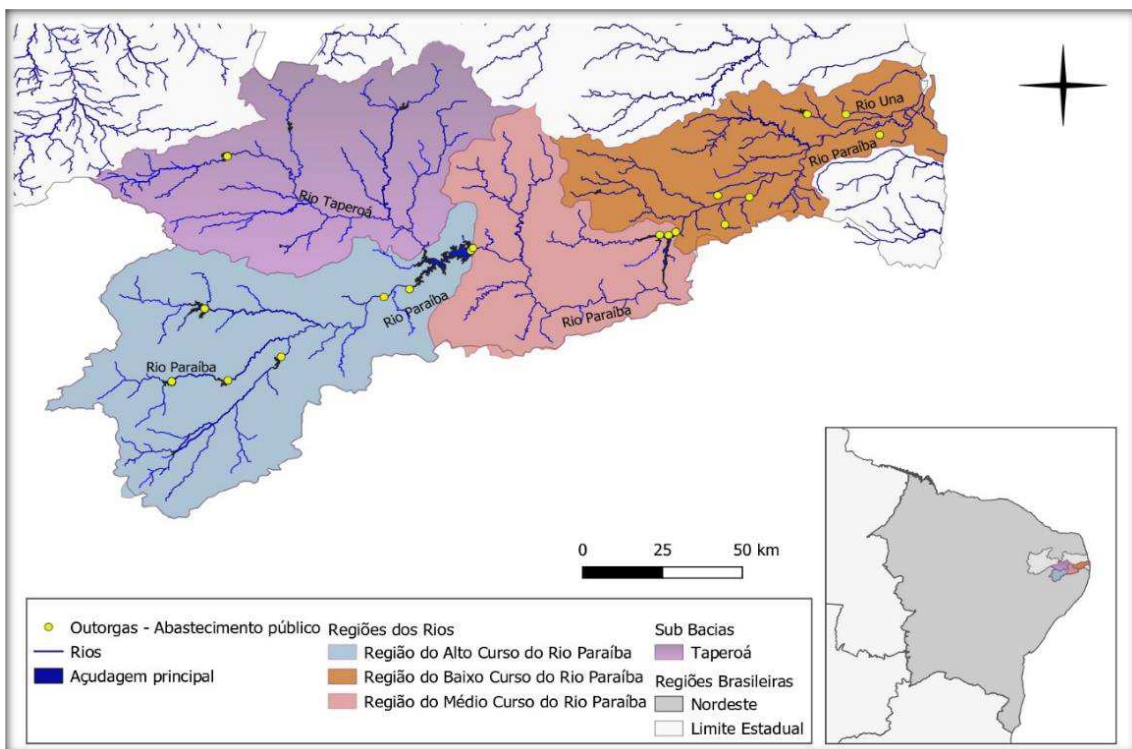 Rio Una
Rio Paraíba
Rio Taperoá
Rio Paraíba
Rio Paraíba
Rio Paraíba
0 25 50 km
Outorgas - Abastecimento público
Rios
Açudagem principal
Regiões dos Rios
Região do Alto Curso do Rio Paraíba
Região do Baixo Curso do Rio Paraíba
Região do Médio Curso do Rio Paraíba
Sub Bacias
Taperoá
Regiões Brasileiras
Nordeste
Limite Estadual